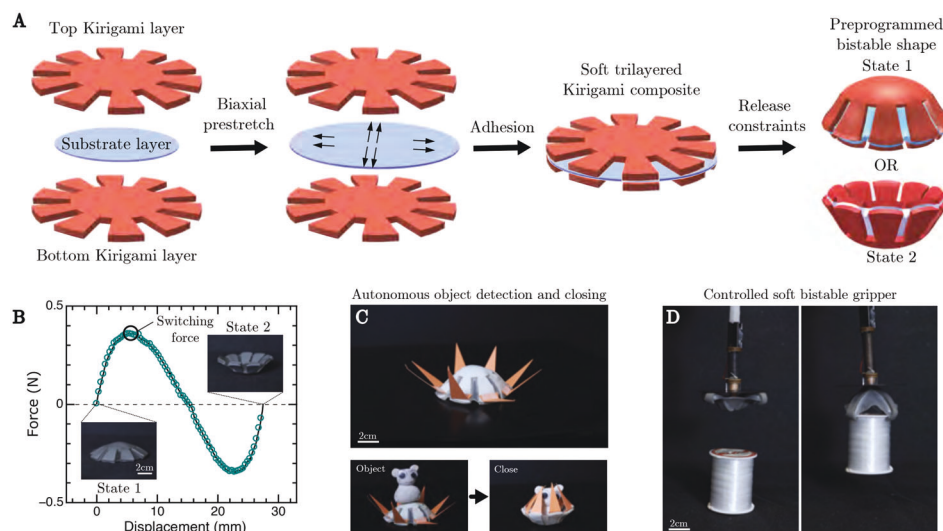 A
Top Kirigami layer
Substrate layer
Bottom Kirigami layer
Biaxial
prestretch
Adhesion
Soft trilayered
Kirigami composite
Release
constraints
Preprogrammed
bistable shape
State 1
OR
State 2
B
0.5
0
−0.5
Force (N)
0
10
20
30
Displacement (mm)
Switching
force
State 2
2cm
State 1
Autonomous object detection and closing
C
2cm
Object
Close
Controlled soft bistable gripper
D
2cm